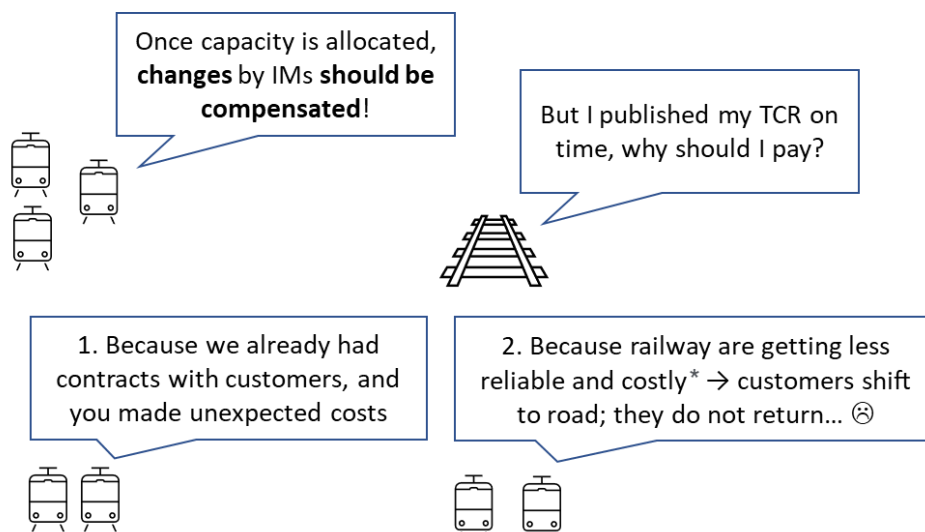 Once capacity is allocated,
changes by IMs should be
compensated!
But I published my TCR on
time, why should I pay?
1. Because we already had
contracts with customers, and
you made unexpected costs
2. Because railway are getting less
reliable and costly* → customers shift
to road; they do not return... ☹